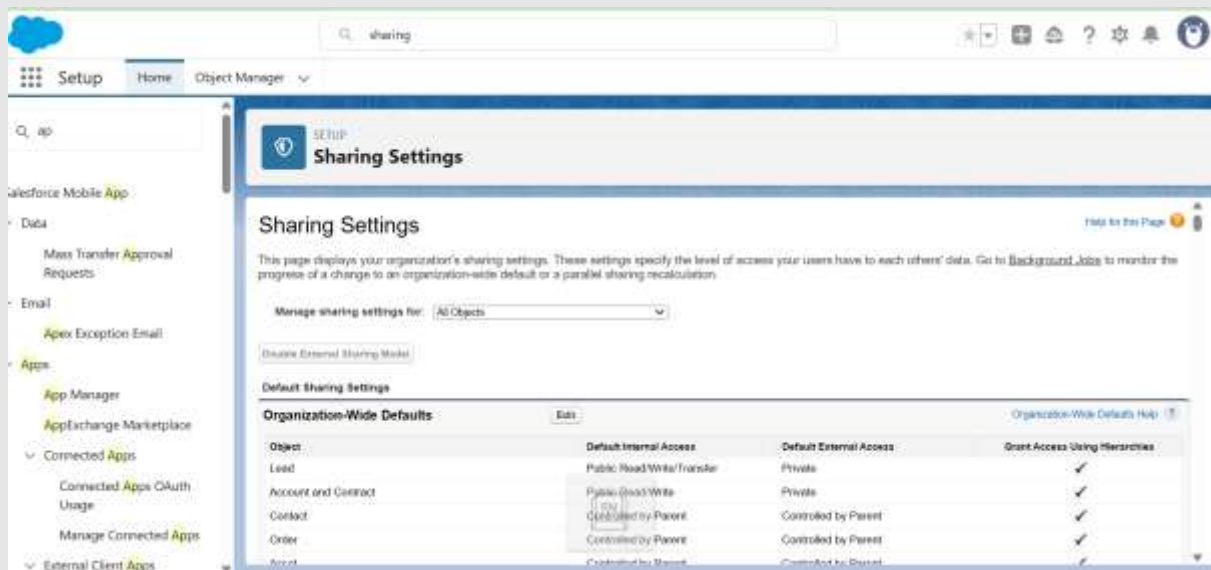 sharing
Setup Home Object Manager
ap
SETUP
Sharing Settings
Salesforce Mobile App
Data
Mass Transfer Approval
Requests
Email
Apex Exception Email
Apps
App Manager
AppExchange Marketplace
Connected Apps
Connected Apps OAuth
Usage
Manage Connected Apps
External Client Apps
Sharing Settings
Help for this Page
This page displays your organization's sharing settings. These settings specify the level of access your users have to each others' data. Go to Background Jobs to monitor the
progress of a change to an organization-wide default or a parallel sharing recalculation.
Manage sharing settings for: All Objects
Disable External Sharing Model
Default Sharing Settings
Organization-Wide Defaults Edit Organization-Wide Defaults Help ?
Object Default Internal Access Default External Access Grant Access Using Hierarchies
Lead Public Read/Write/Transfer Private ✓
Account and Contract Public Read/Write Private ✓
Contact Controlled by Parent Controlled by Parent ✓
Order Controlled by Parent Controlled by Parent ✓
Asset Controlled by Parent Controlled by Parent ✓